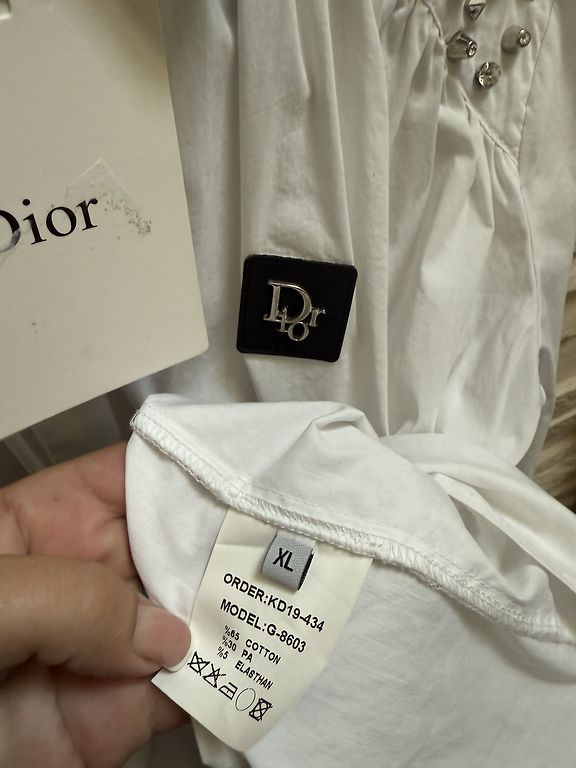 Dior
Dior
XL
ORDER:KD19-434
MODEL:G-8603
%65 COTTON
%30 PA
%5 ELASTHAN